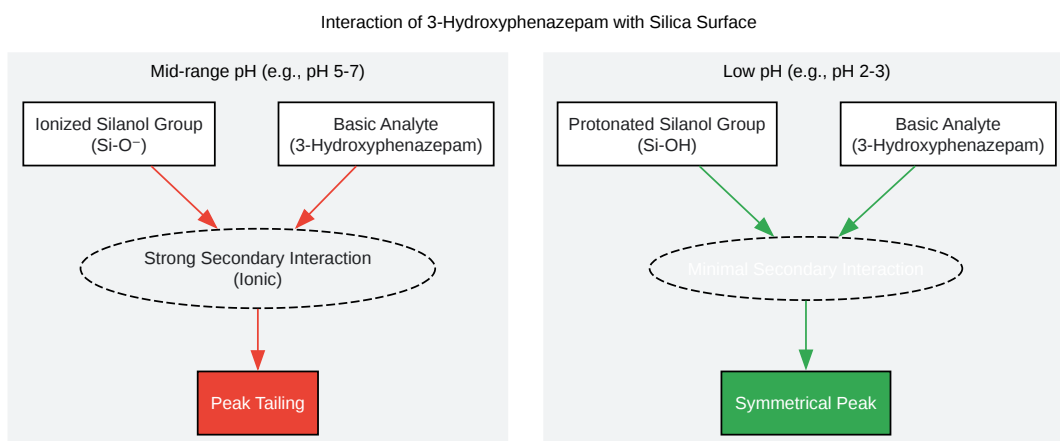 Interaction of 3-Hydroxyphenazepam with Silica Surface
Mid-range pH (e.g., pH 5-7)
Ionized Silanol Group
(Si-O⁻)
Basic Analyte
(3-Hydroxyphenazepam)
Strong Secondary Interaction
(Ionic)
Peak Tailing
Low pH (e.g., pH 2-3)
Protonated Silanol Group
(Si-OH)
Basic Analyte
(3-Hydroxyphenazepam)
Minimal Secondary Interaction
Symmetrical Peak